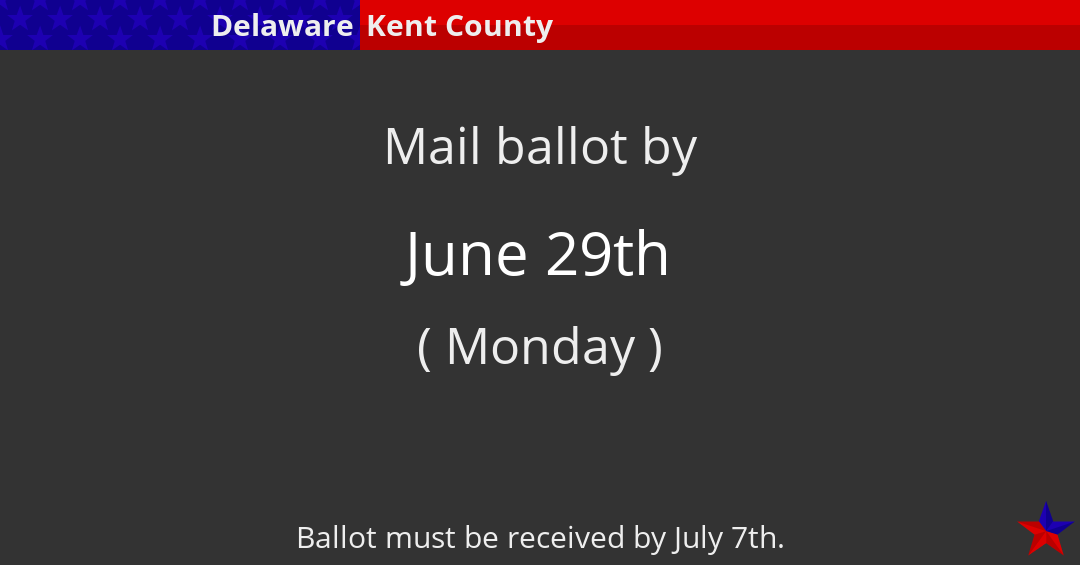 Delaware Kent County
Mail ballot by
June 29th
( Monday )
Ballot must be received by July 7th.